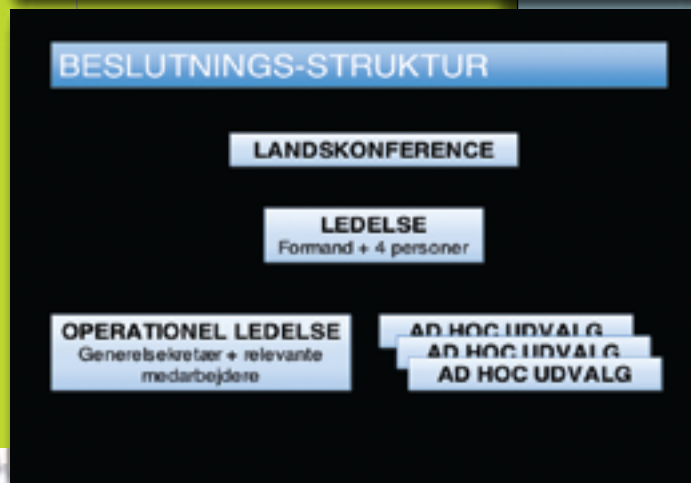 BESLUTNINGS-STRUKTUR
LANDSKONFERENCE
LEDELSE
Formand + 4 personer
OPERATIONEL LEDELSE
Generelsekretær + relevante
medarbejdere
AD HOC UDVALG
AD HOC UDVALG
AD HOC UDVALG